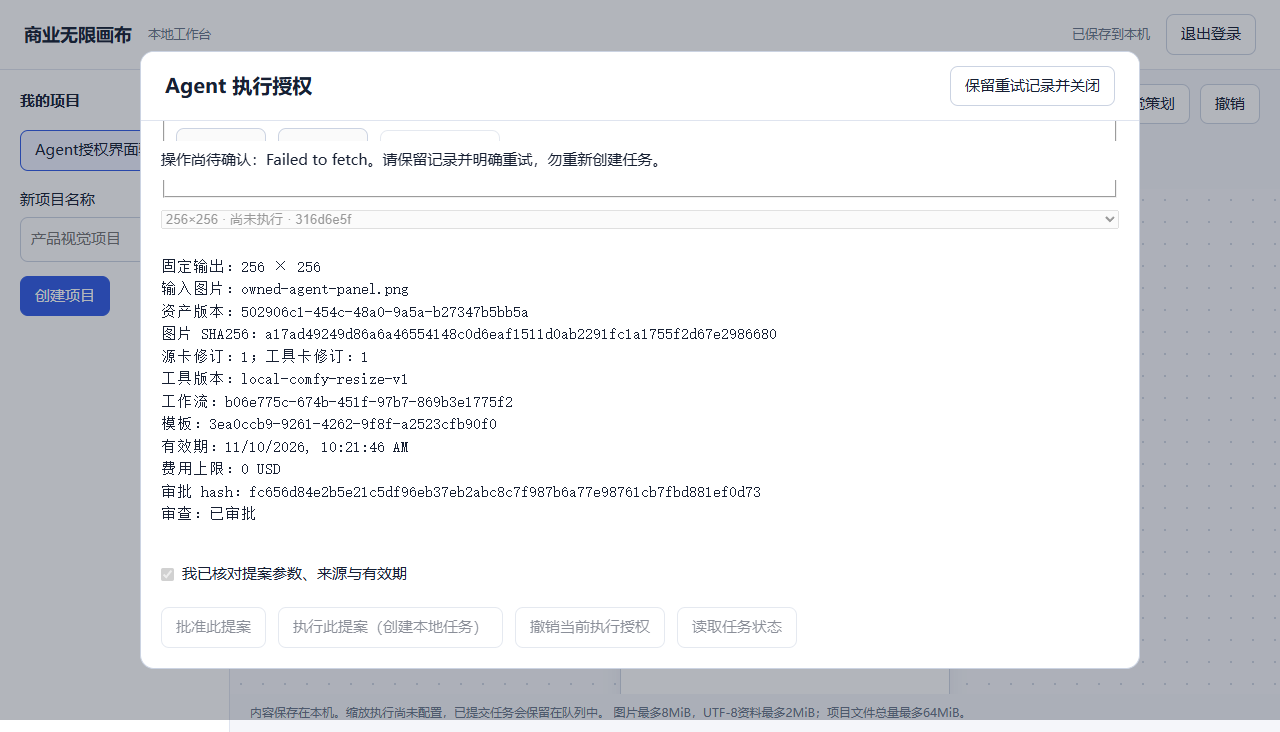 商业无限画布 本地工作台 已保存到本机 退出登录
Agent 执行授权 保留重试记录并关闭
我的项目 策划 撤销
Agent授权界面
操作尚待确认：Failed to fetch。请保留记录并明确重试，勿重新创建任务。
新项目名称
256×256 · 尚未执行 · 316d6e5f
产品视觉项目
创建项目
固定输出：256 × 256
输入图片：owned-agent-panel.png
资产版本：502906c1-454c-48a0-9a5a-b27347b5bb5a
图片 SHA256：a17ad49249d86a6a46554148c0d6eaf1511d0ab2291fc1a1755f2d67e2986680
源卡修订：1；工具卡修订：1
工具版本：local-comfy-resize-v1
工作流：b06e775c-674b-451f-97b7-869b3e1775f2
模板：3ea0ccb9-9261-4262-9f8f-a2523cfb90f0
有效期：11/10/2026, 10:21:46 AM
费用上限：0 USD
审批 hash：fc656d84e2b5e21c5df96eb37eb2abc8c7f987b6a77e98761cb7fbd881ef0d73
审查：已审批
我已核对提案参数、来源与有效期
批准此提案 执行此提案（创建本地任务） 撤销当前执行授权 读取任务状态
内容保存在本机。缩放执行尚未配置，已提交任务会保留在队列中。 图片最多8MiB，UTF-8资料最多2MiB；项目文件总量最多64MiB。